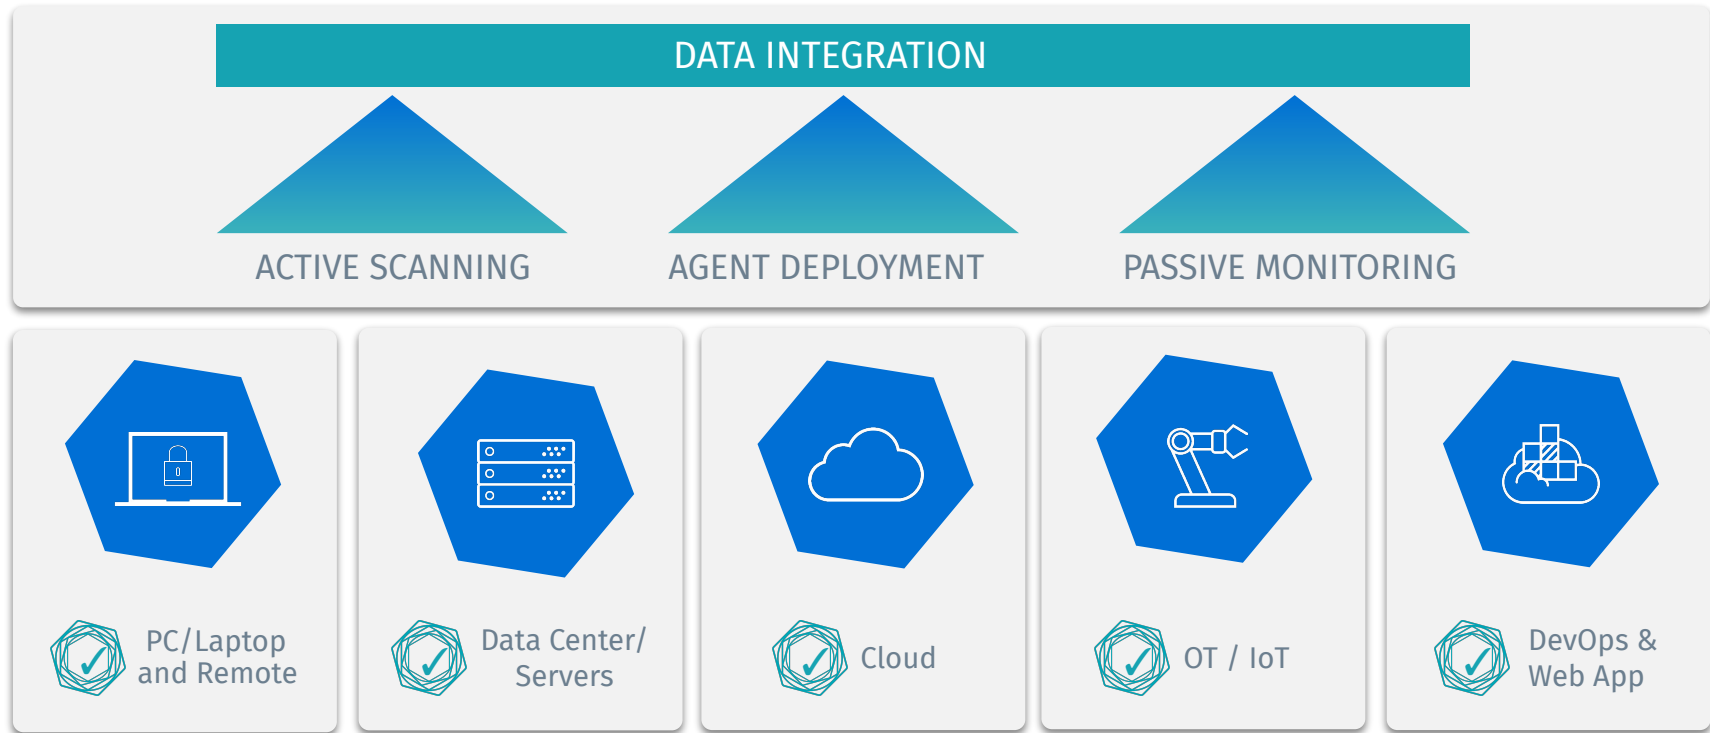 DATA INTEGRATION
ACTIVE SCANNING
AGENT DEPLOYMENT
PASSIVE MONITORING
PC/Laptop
and Remote
Data Center/
Servers
Cloud
OT / IoT
DevOps &
Web App